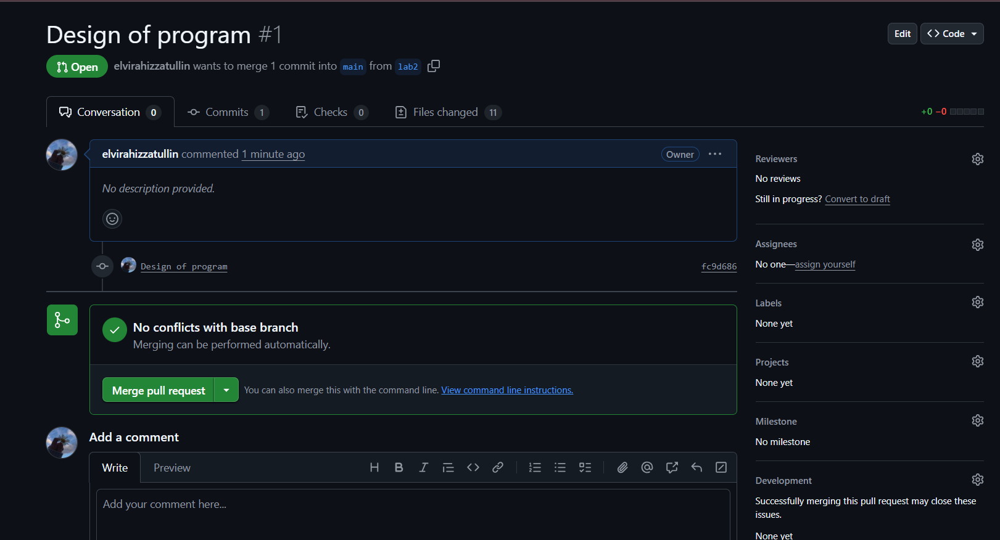 Design of program #1
Edit
Code
Open
elvirahizzatullin wants to merge 1 commit into main from lab2
Conversation 0
Commits 1
Checks 0
Files changed 11
+0 −0
elvirahizzatullin commented 1 minute ago
Owner
No description provided.
Design of program
fc9d686
No conflicts with base branch
Merging can be performed automatically.
Merge pull request
You can also merge this with the command line. View command line instructions.
Add a comment
Write
Preview
Add your comment here...
Reviewers
No reviews
Still in progress? Convert to draft
Assignees
No one—assign yourself
Labels
None yet
Projects
None yet
Milestone
No milestone
Development
Successfully merging this pull request may close these
issues.
None yet